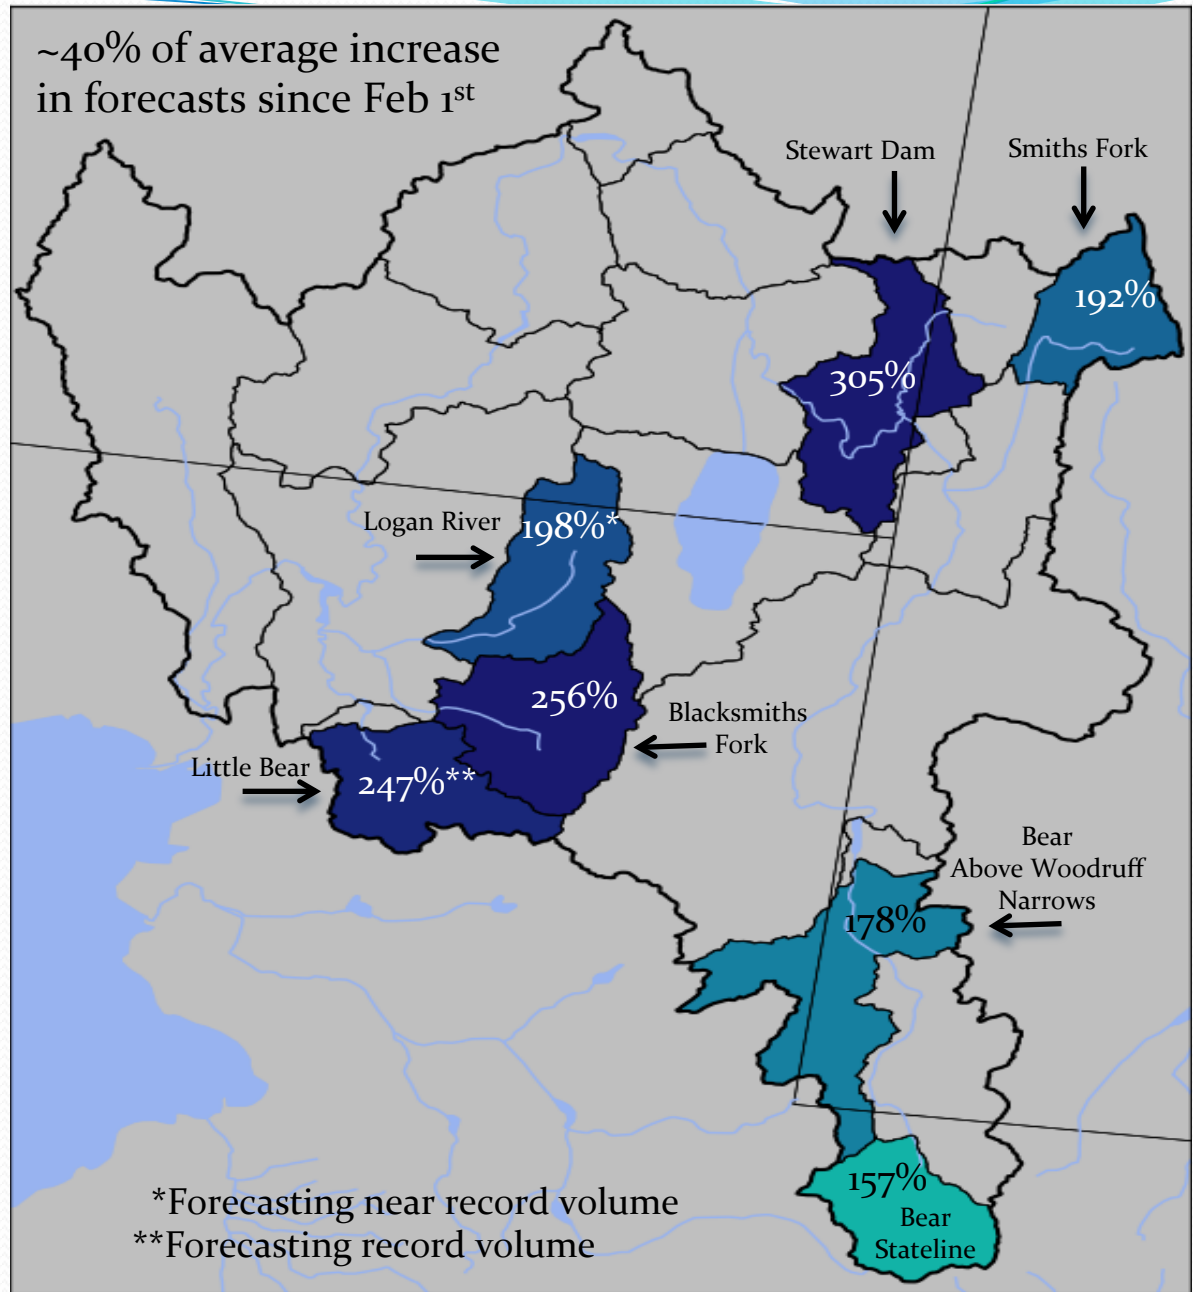 ~40% of average increase
in forecasts since Feb 1st
Stewart Dam
Smiths Fork
192%
305%
Logan River
198%*
256%
Blacksmiths
Fork
Little Bear
247%**
Bear
Above Woodruff
Narrows
178%
157%
Bear
Stateline
*Forecasting near record volume
**Forecasting record volume